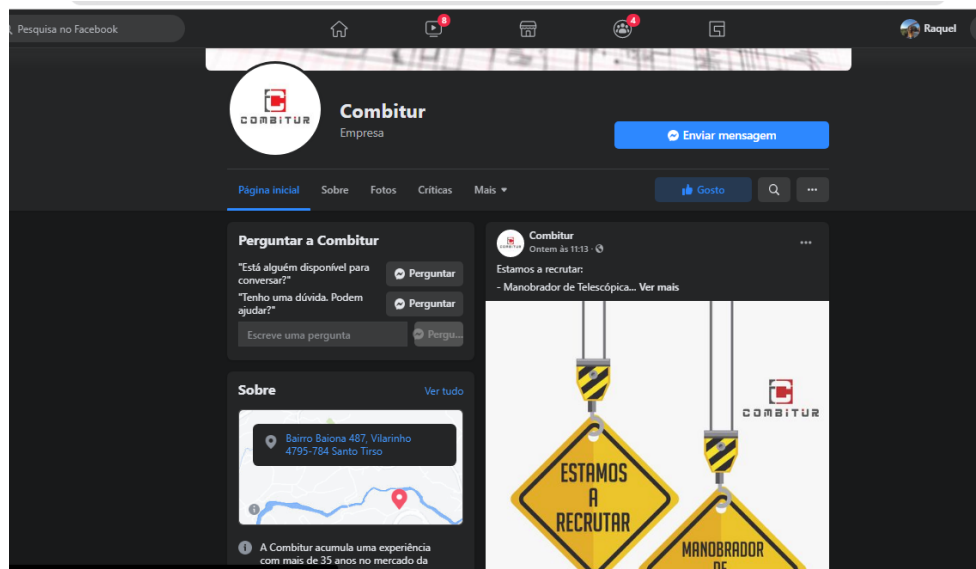 Pesquisa no Facebook
8
4
Raquel
COMBITUR
Combitur
Empresa
Enviar mensagem
Página inicial
Sobre
Fotos
Críticas
Mais
Gosto
Perguntar a Combitur
"Está alguém disponível para
conversar?"
Perguntar
"Tenho uma dúvida. Podem
ajudar?"
Perguntar
Escreve uma pergunta
Pergu...
Sobre
Ver tudo
Bairro Baiona 487, Vilarinho
4795-784 Santo Tirso
A Combitur acumula uma experiência
com mais de 35 anos no mercado da
Combitur
Ontem às 11:13 ·
Estamos a recrutar:
- Manobrador de Telescópica... Ver mais
COMBITUR
ESTAMOS
A
RECRUTAR
MANOBRADOR
DE